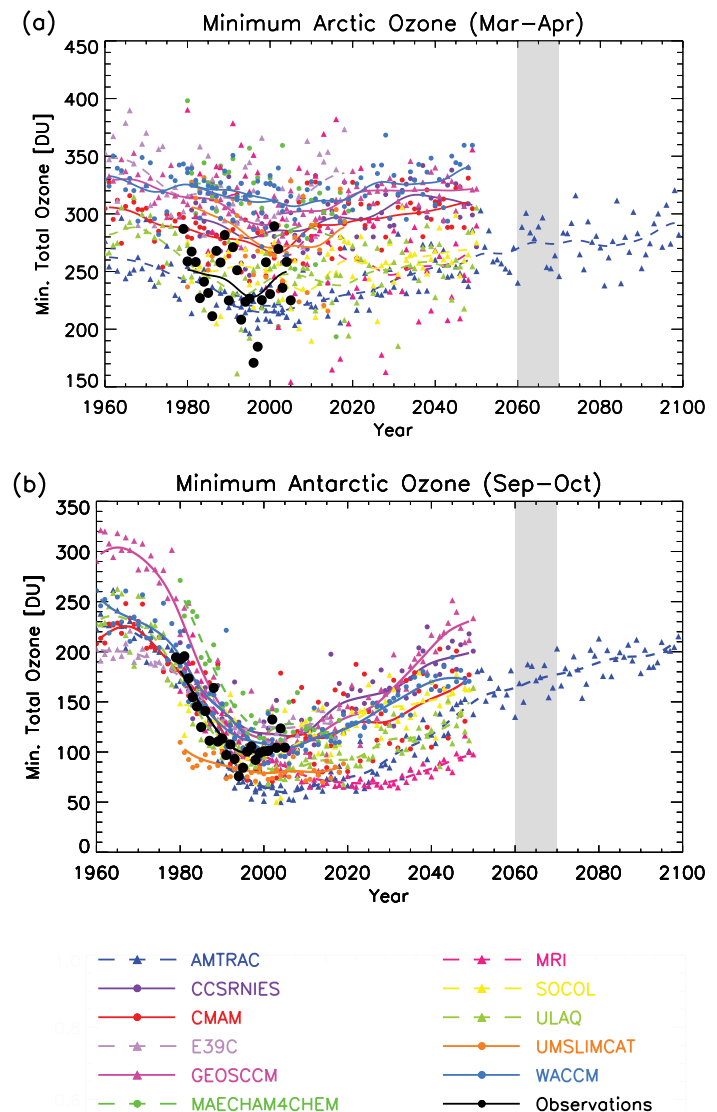 (a) Minimum Arctic Ozone (Mar-Apr)
450
400
350
300
250
200
150
Min. Total Ozone [DU]
1960 1980 2000 2020 2040 2060 2080 2100
Year
(b) Minimum Antarctic Ozone (Sep-Oct)
350
300
250
200
150
100
50
0
Min. Total Ozone [DU]
1960 1980 2000 2020 2040 2060 2080 2100
Year
AMTRAC MRI
CCSRNIES SOCOL
CMAM ULAQ
E39C UMSLIMCAT
GEOSCCM WACCM
MAECHAM4CHEM Observations